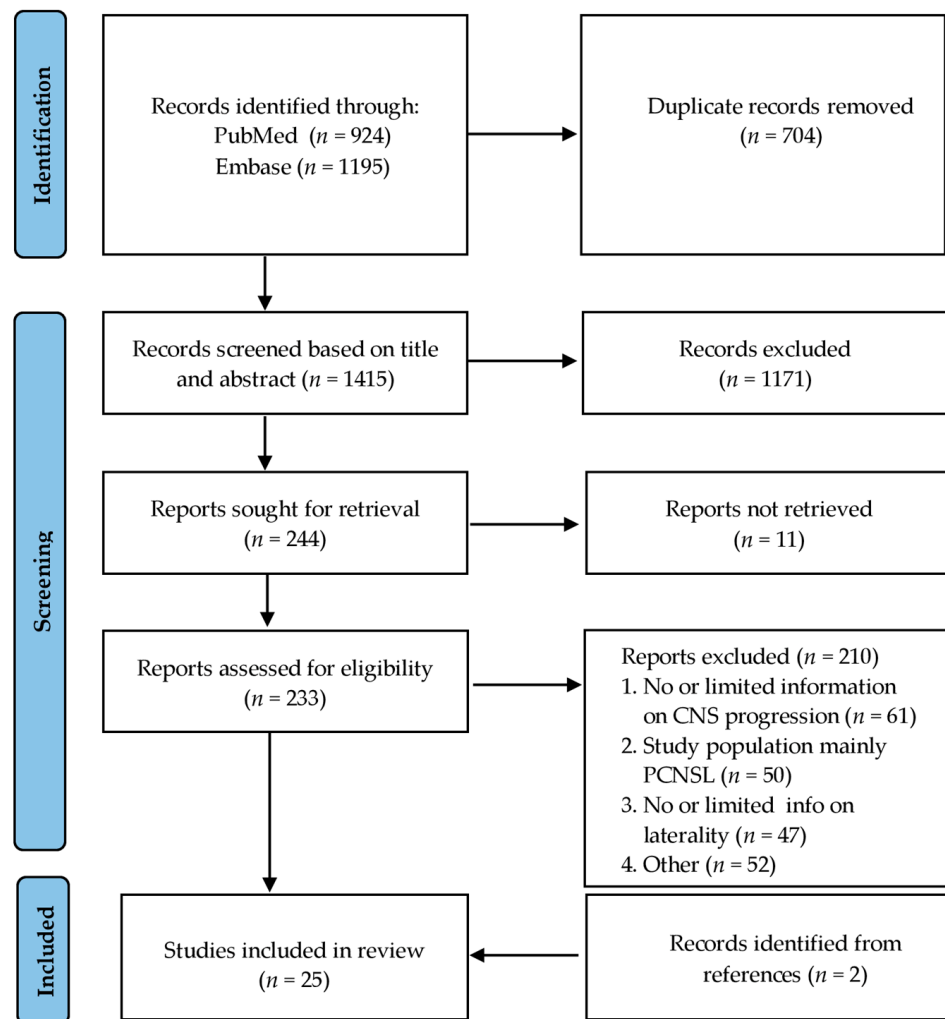 Identification
Records identified through:
PubMed (n = 924)
Embase (n = 1195)
Duplicate records removed
(n = 704)
Screening
Records screened based on title
and abstract (n = 1415)
Records excluded
(n = 1171)
Reports sought for retrieval
(n = 244)
Reports not retrieved
(n = 11)
Reports assessed for eligibility
(n = 233)
Reports excluded (n = 210)
1. No or limited information
on CNS progression (n = 61)
2. Study population mainly
PCNSL (n = 50)
3. No or limited info on
laterality (n = 47)
4. Other (n = 52)
Included
Studies included in review
(n = 25)
Records identified from
references (n = 2)